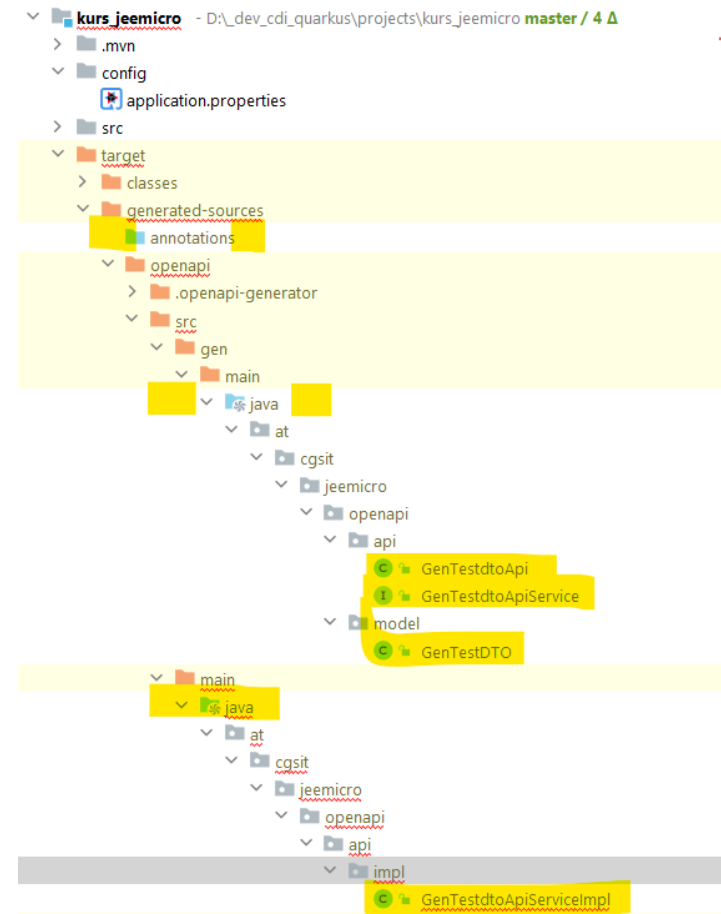 kurs_jeemicro - D:\_dev_cdi_quarkus\projects\kurs_jeemicro master / 4 Δ
.mvn
config
application.properties
src
target
classes
generated-sources
annotations
openapi
.openapi-generator
src
gen
main
java
at
cgsit
jeemicro
openapi
api
C GenTestdtoApi
I GenTestdtoApiService
model
C GenTestDTO
main
java
at
cgsit
jeemicro
openapi
api
impl
C GenTestdtoApiServiceImpl